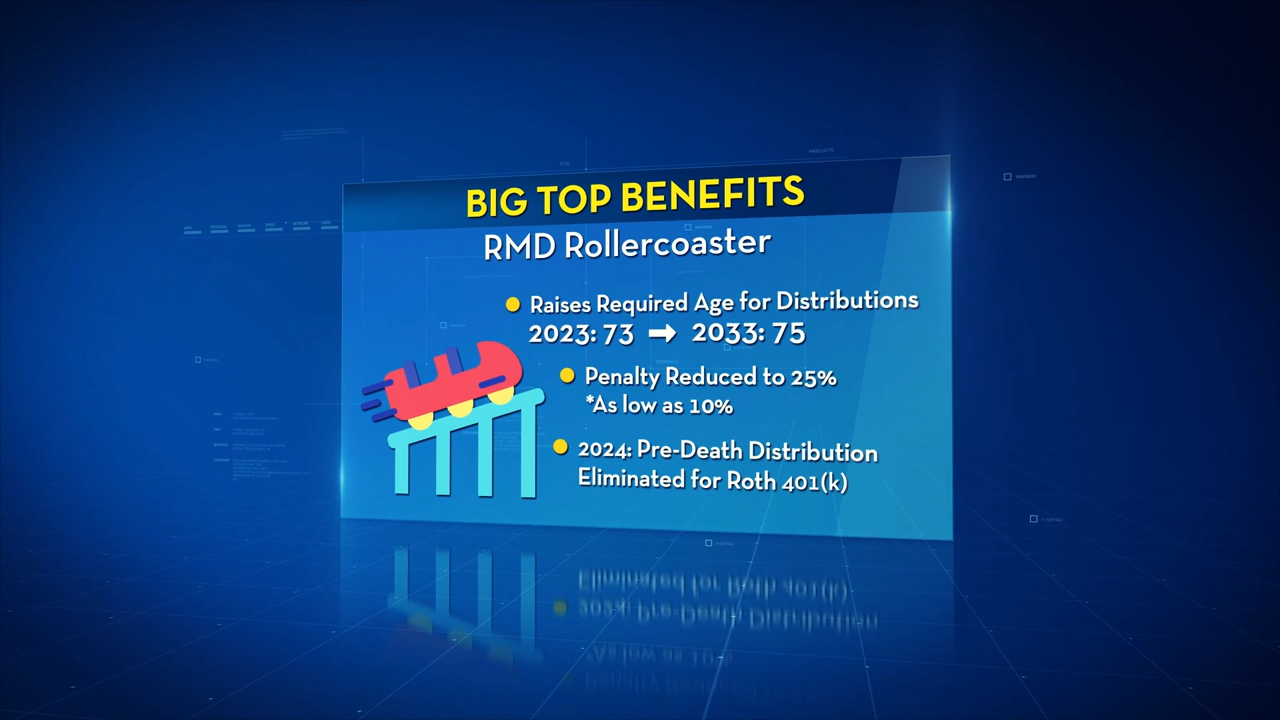 BIG TOP BENEFITS
RMD Rollercoaster
Raises Required Age for Distributions
2023: 73 → 2033: 75
Penalty Reduced to 25%
*As low as 10%
2024: Pre-Death Distribution
Eliminated for Roth 401(k)